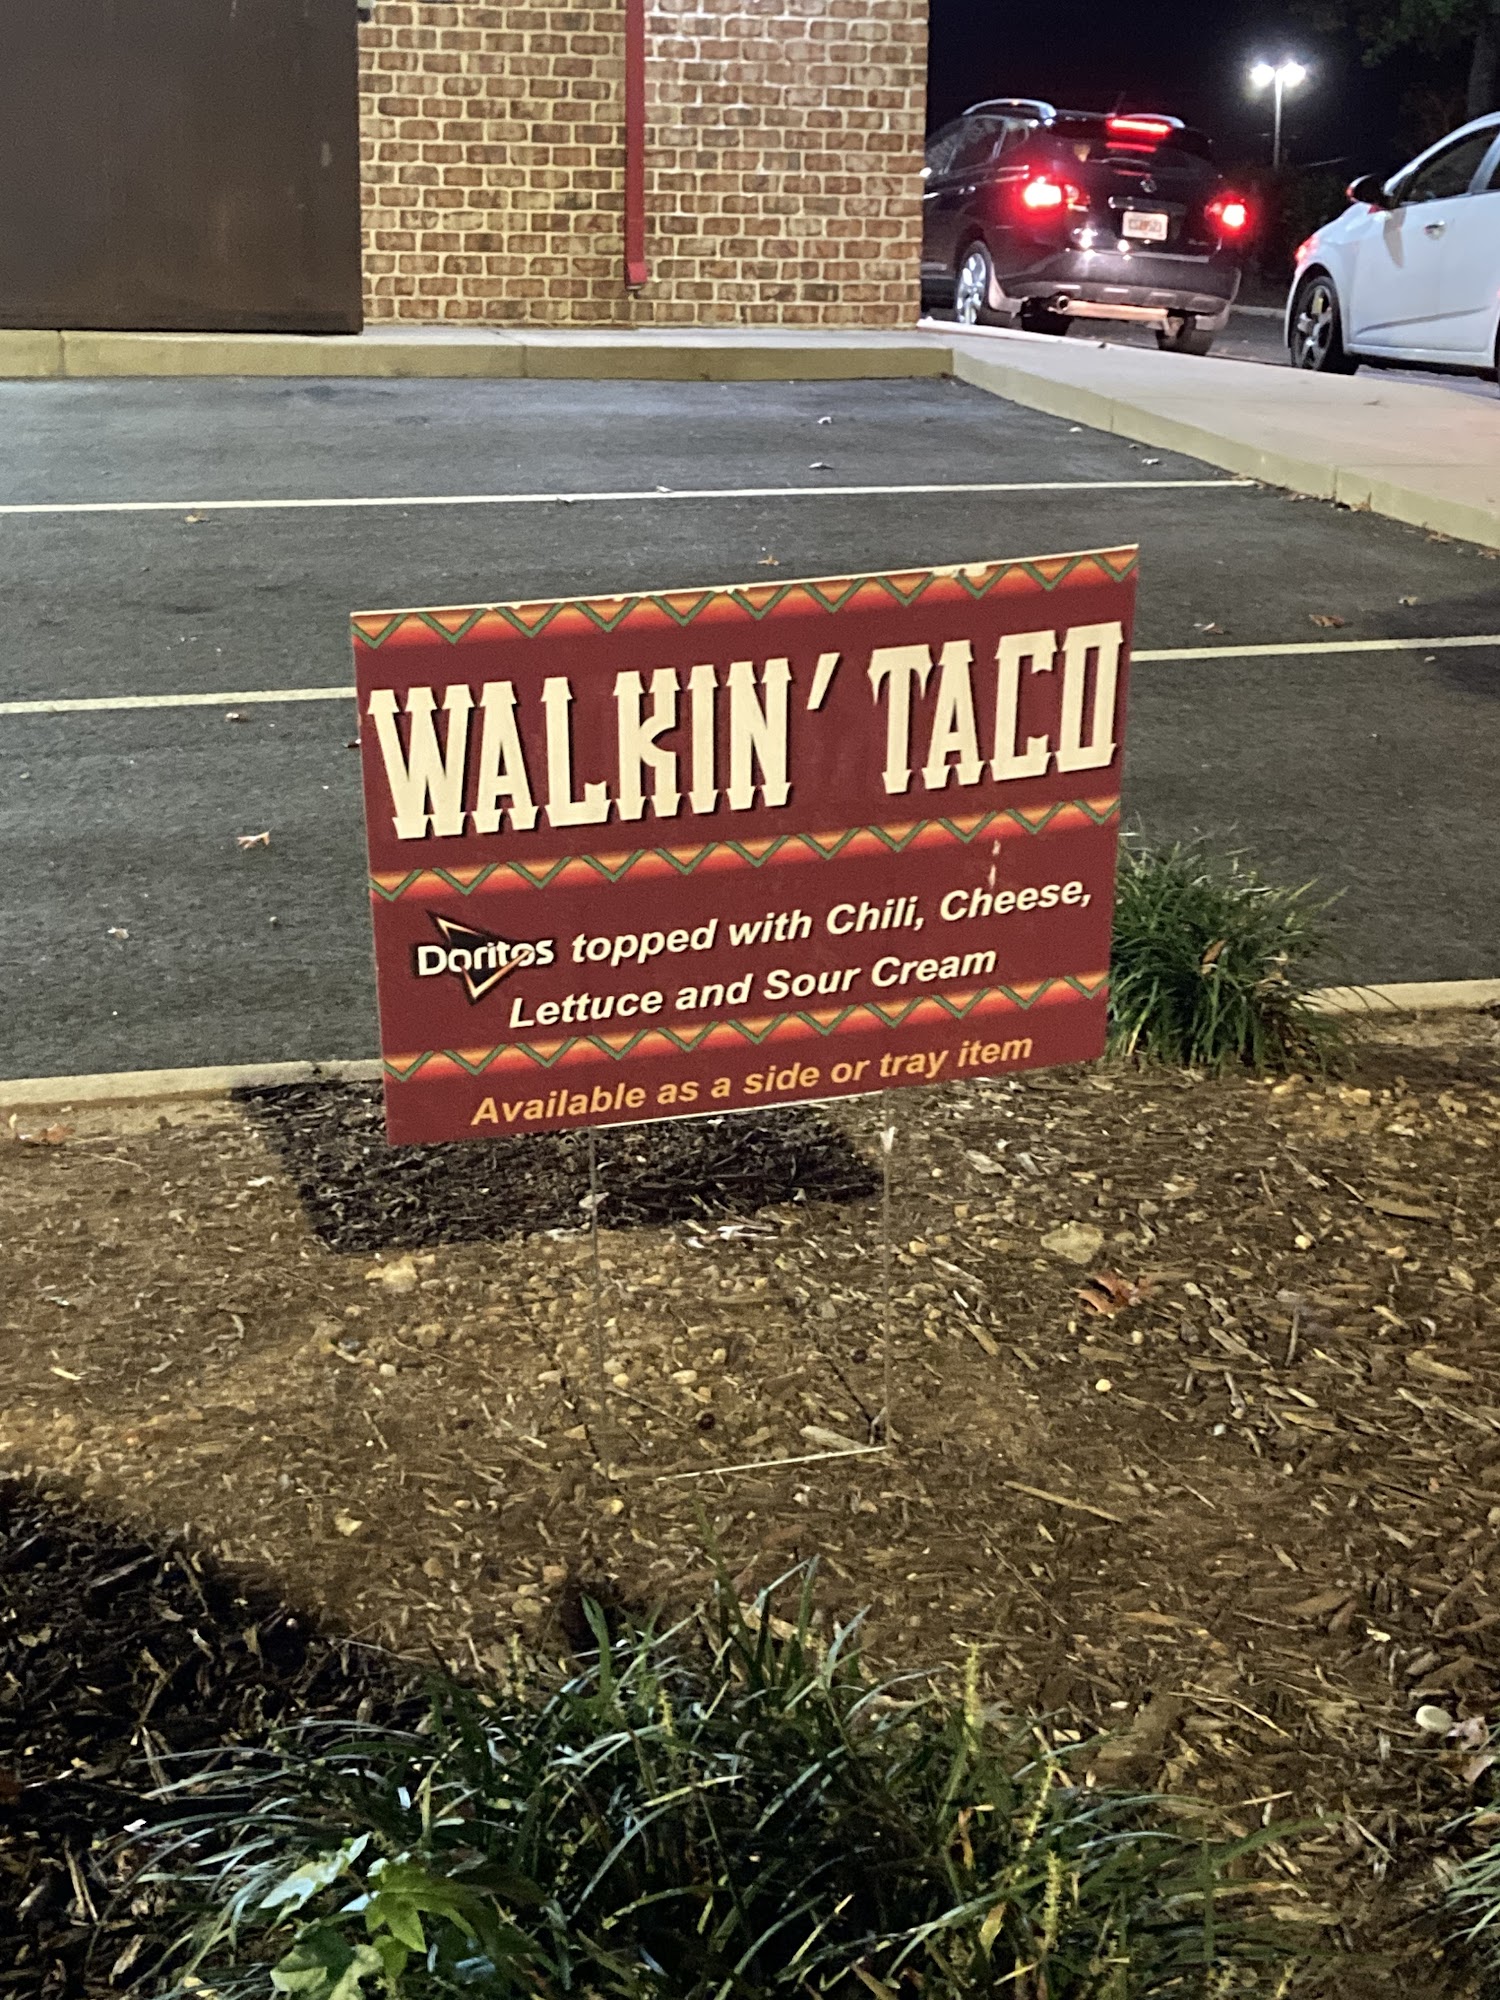 WALKIN' TACO
Doritos topped with Chili, Cheese,
Lettuce and Sour Cream
Available as a side or tray item